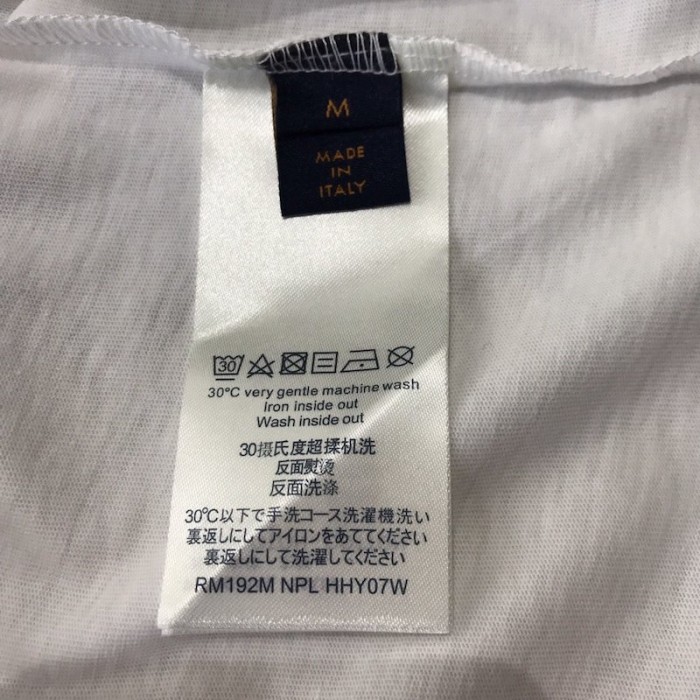 M
MADE
IN
ITALY
30
30°C very gentle machine wash
Iron inside out
Wash inside out
30摄氏度超揉机洗
反面熨烫
反面洗涤
30℃以下で手洗コース洗濯機洗い
裏返しにしてアイロンをあててください
裏返しにして洗濯してください
RM192M NPL HHY07W